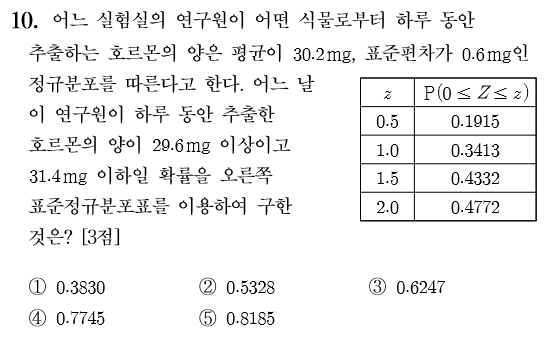 10. 어느 실험실의 연구원이 어떤 식물로부터 하루 동안
추출하는 호르몬의 양은 평균이 30.2mg, 표준편차가 0.6mg인
정규분포를 따른다고 한다. 어느 날
이 연구원이 하루 동안 추출한
호르몬의 양이 29.6mg 이상이고
31.4mg 이하일 확률을 오른쪽
표준정규분포표를 이용하여 구한
것은? [3점]
z P(0≤Z≤z)
0.5 0.1915
1.0 0.3413
1.5 0.4332
2.0 0.4772
① 0.3830 ② 0.5328 ③ 0.6247
④ 0.7745 ⑤ 0.8185